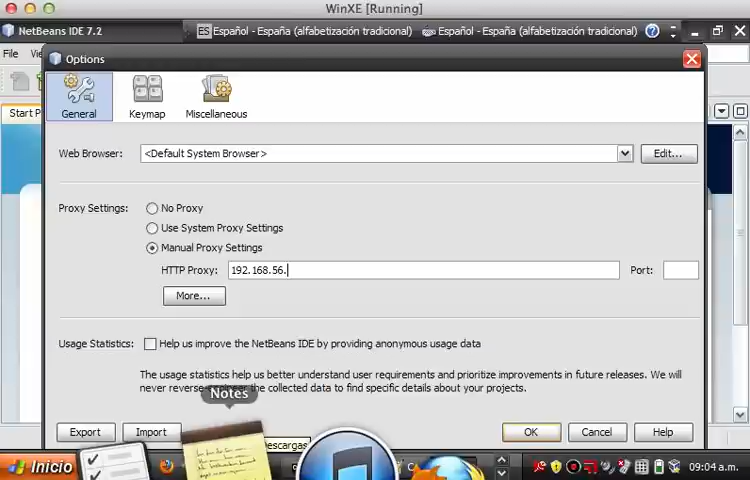 WinXE [Running]
NetBeans IDE 7.2
ES Español - España (alfabetización tradicional)
Español - España (alfabetización tradicional)
File
Options
Start
General
Keymap
Miscellaneous
Web Browser:
<Default System Browser>
Edit...
Proxy Settings:
No Proxy
Use System Proxy Settings
Manual Proxy Settings
HTTP Proxy:
192.168.56.
Port:
More...
Usage Statistics:
Help us improve the NetBeans IDE by providing anonymous usage data
The usage statistics help us better understand user requirements and prioritize improvements in future releases. We will
never reverse-engineer the collected data to find specific details about your projects.
Notes
Export
Import
OK
Cancel
Help
Descargas
Inicio
09:04 a.m.